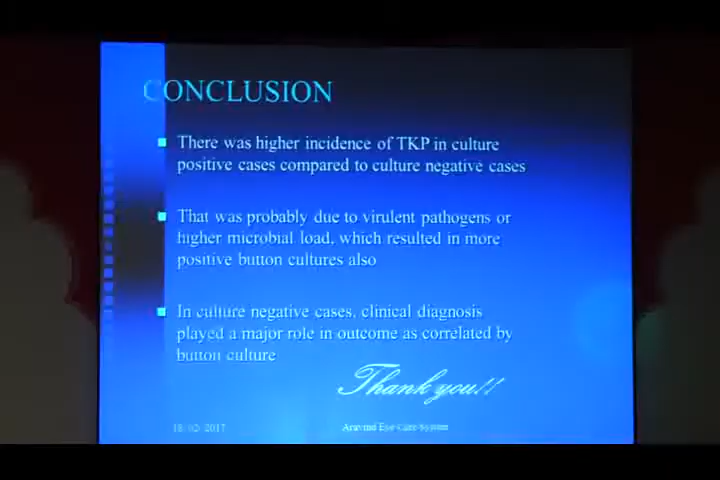 CONCLUSION
There was higher incidence of TKP in culture
positive cases compared to culture negative cases
That was probably due to virulent pathogens or
higher microbial load, which resulted in more
positive button cultures also
In culture negative cases, clinical diagnosis
played a major role in outcome as correlated by
button culture
Thank you!!
18/02/2017
Aravind Eye Care System